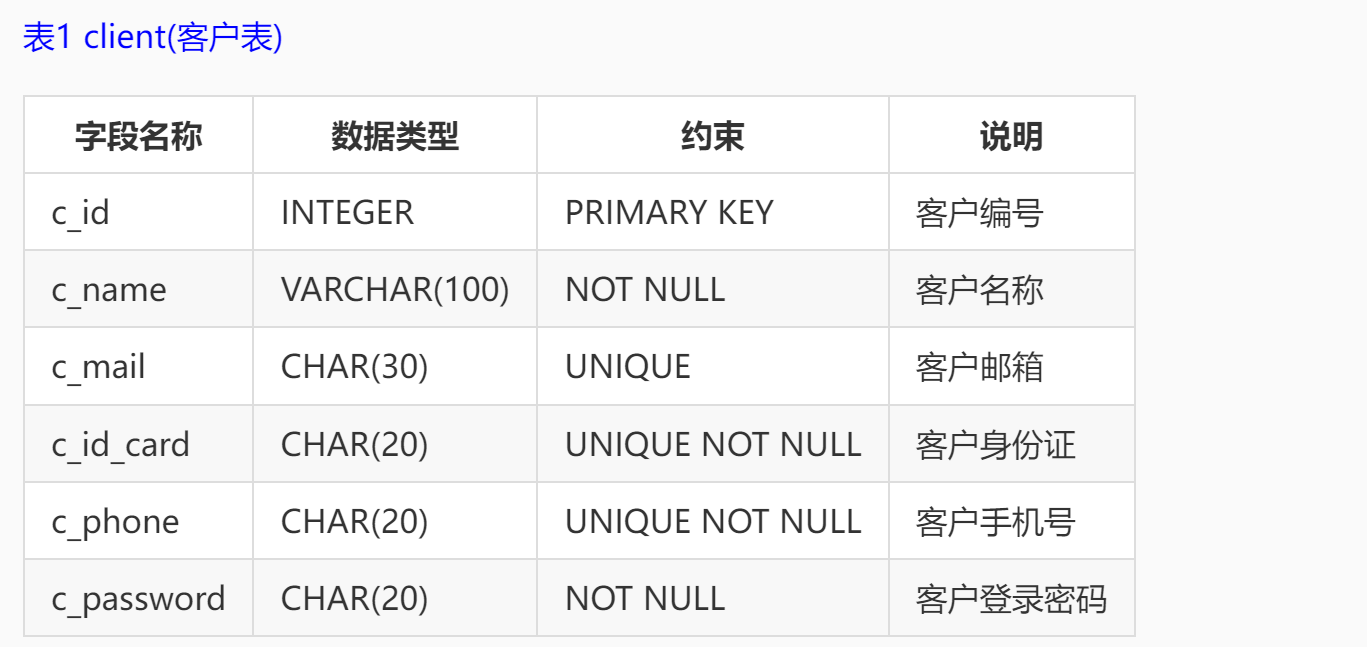 表1 client(客户表)
字段名称 数据类型 约束 说明
c_id INTEGER PRIMARY KEY 客户编号
c_name VARCHAR(100) NOT NULL 客户名称
c_mail CHAR(30) UNIQUE 客户邮箱
c_id_card CHAR(20) UNIQUE NOT NULL 客户身份证
c_phone CHAR(20) UNIQUE NOT NULL 客户手机号
c_password CHAR(20) NOT NULL 客户登录密码